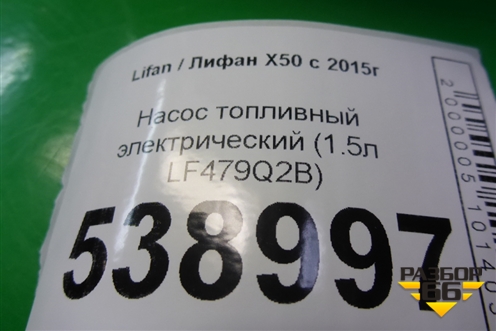 Lifan / Лифан X50 с 2015г
Насос топливный
электрический (1.5л
LF479Q2B)
538997
РАЗБОР
66